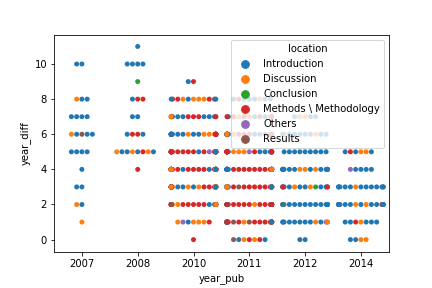 location
Introduction
Discussion
Conclusion
Methods \ Methodology
Others
Results
10
8
6
4
2
0
year_diff
2007 2008 2010 2011 2012 2014
year_pub